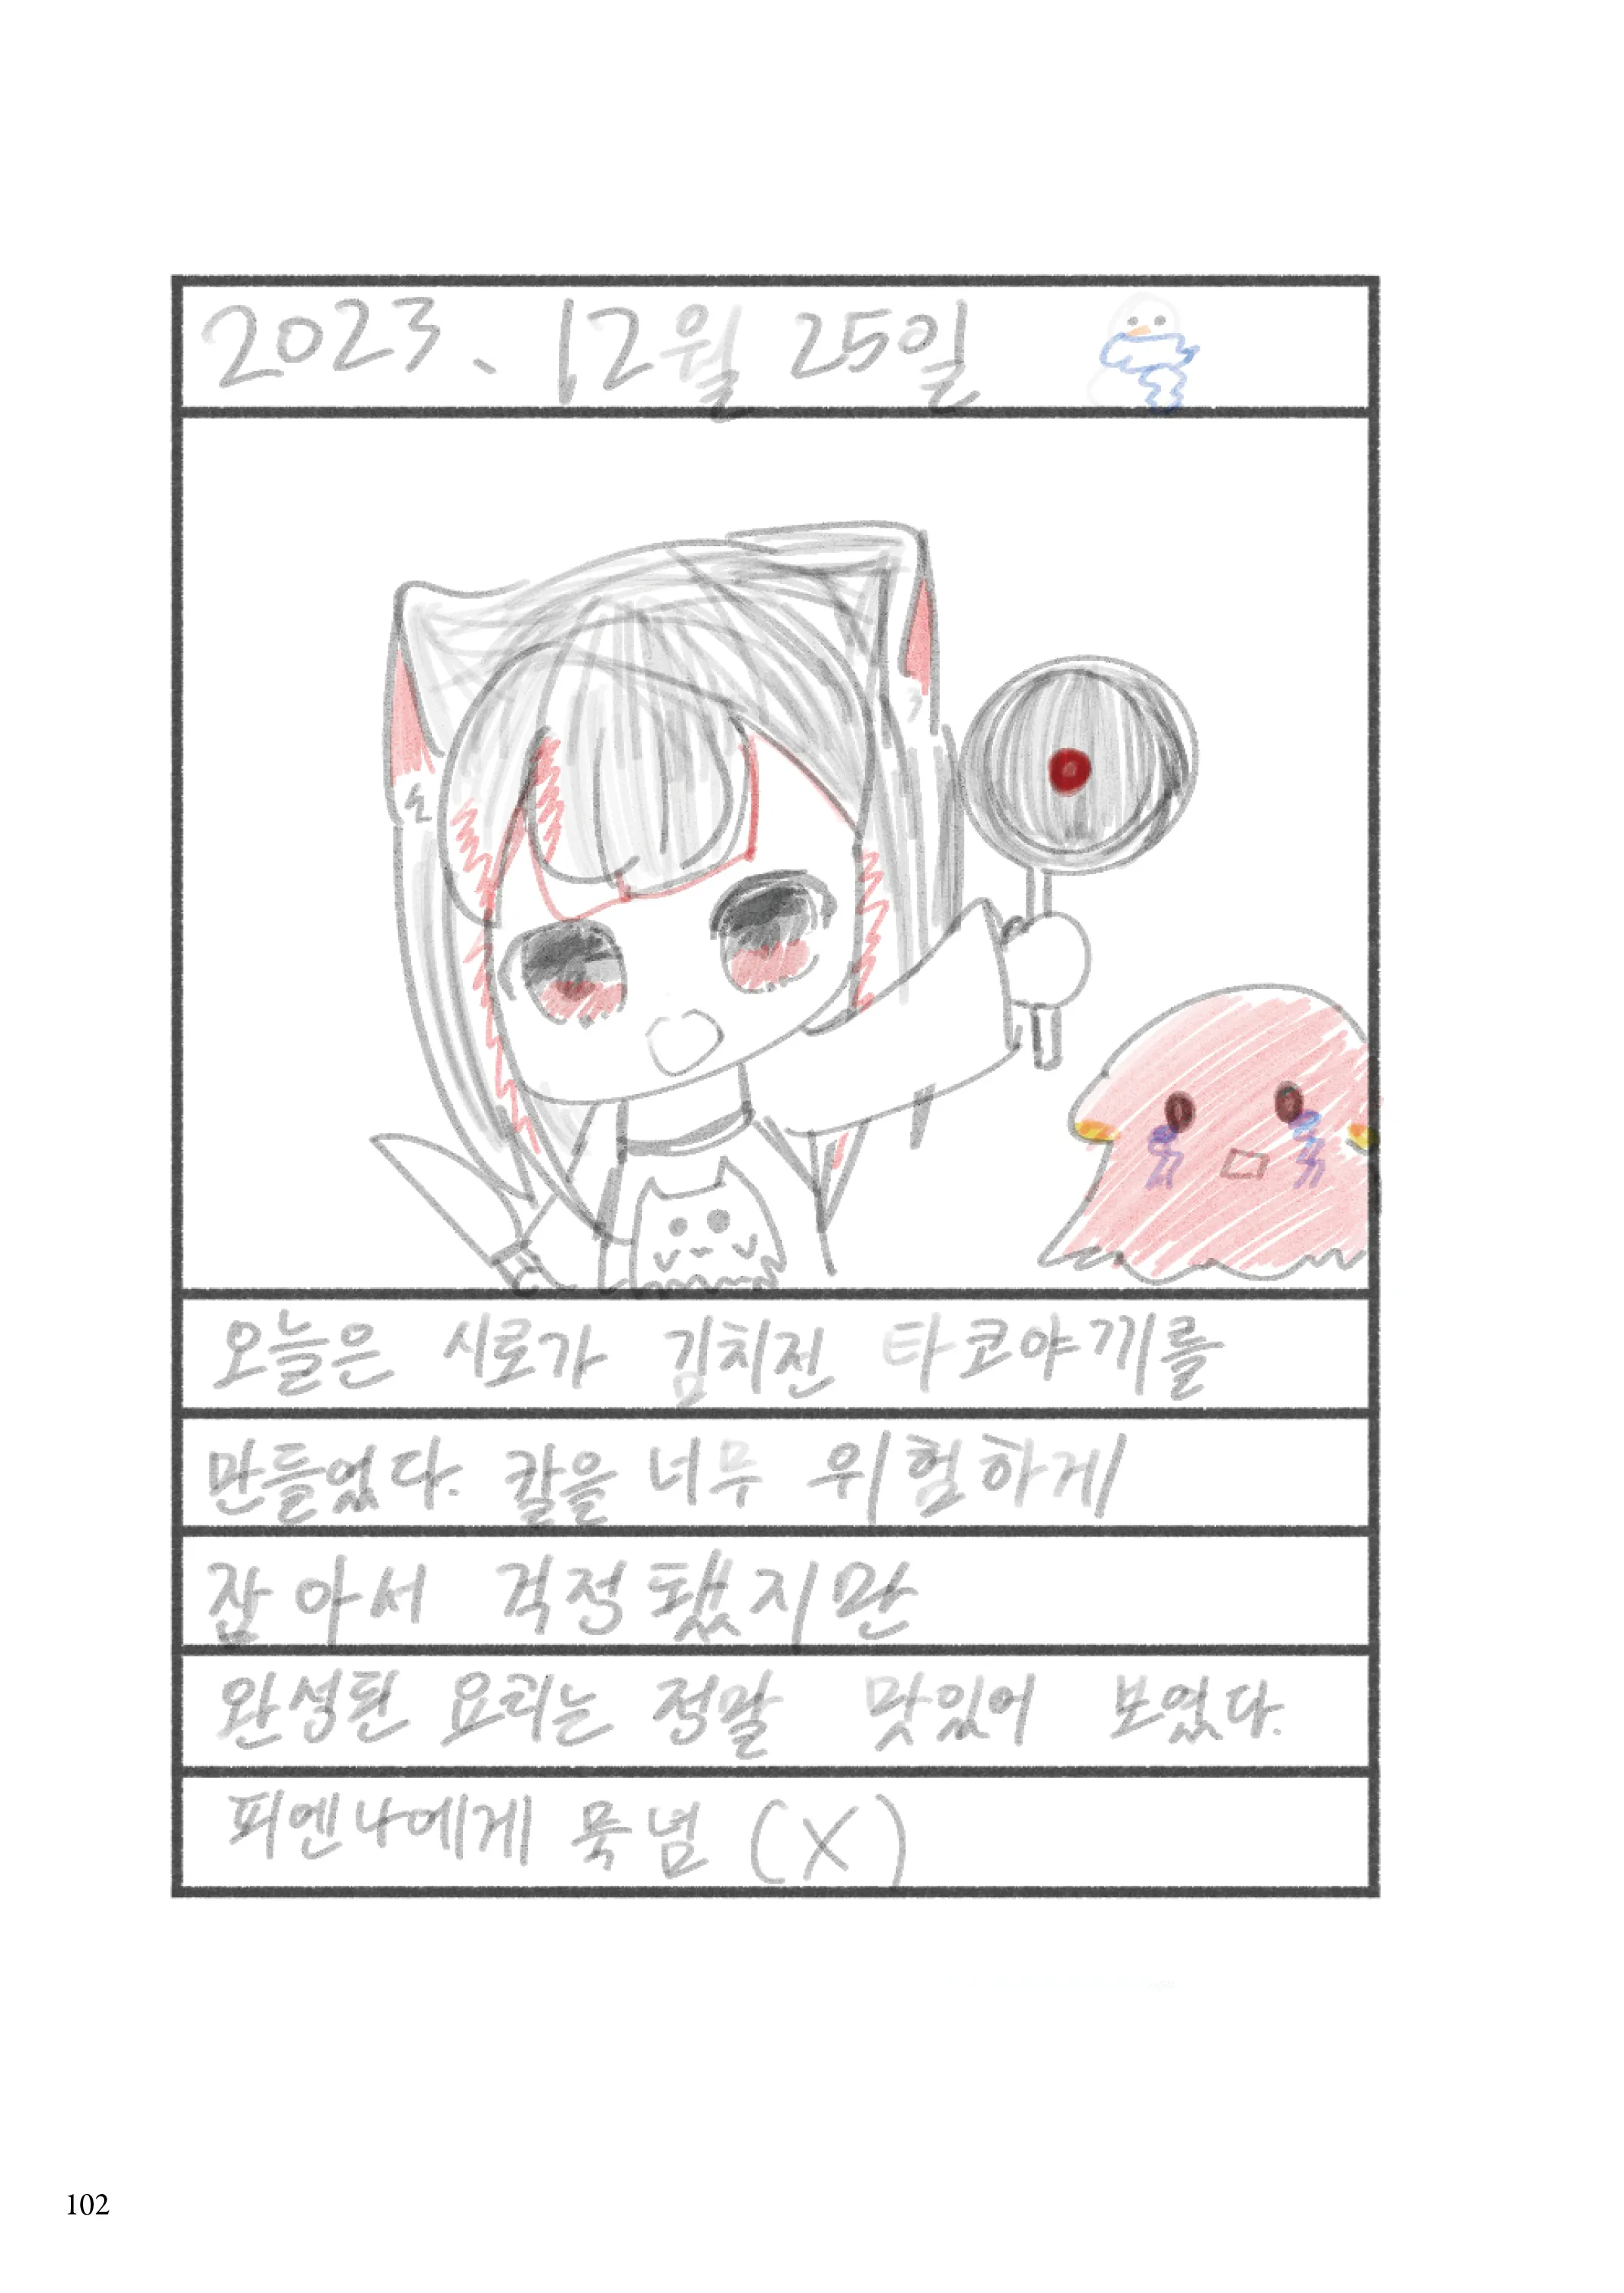 2023. 12월 25일
오늘은 시로가 김치전 타코야끼를
만들었다. 칼을 너무 위험하게
잡아서 걱정됐지만
완성된 요리는 정말 맛있어 보였다.
피엔나에게 묵념 (X)
102